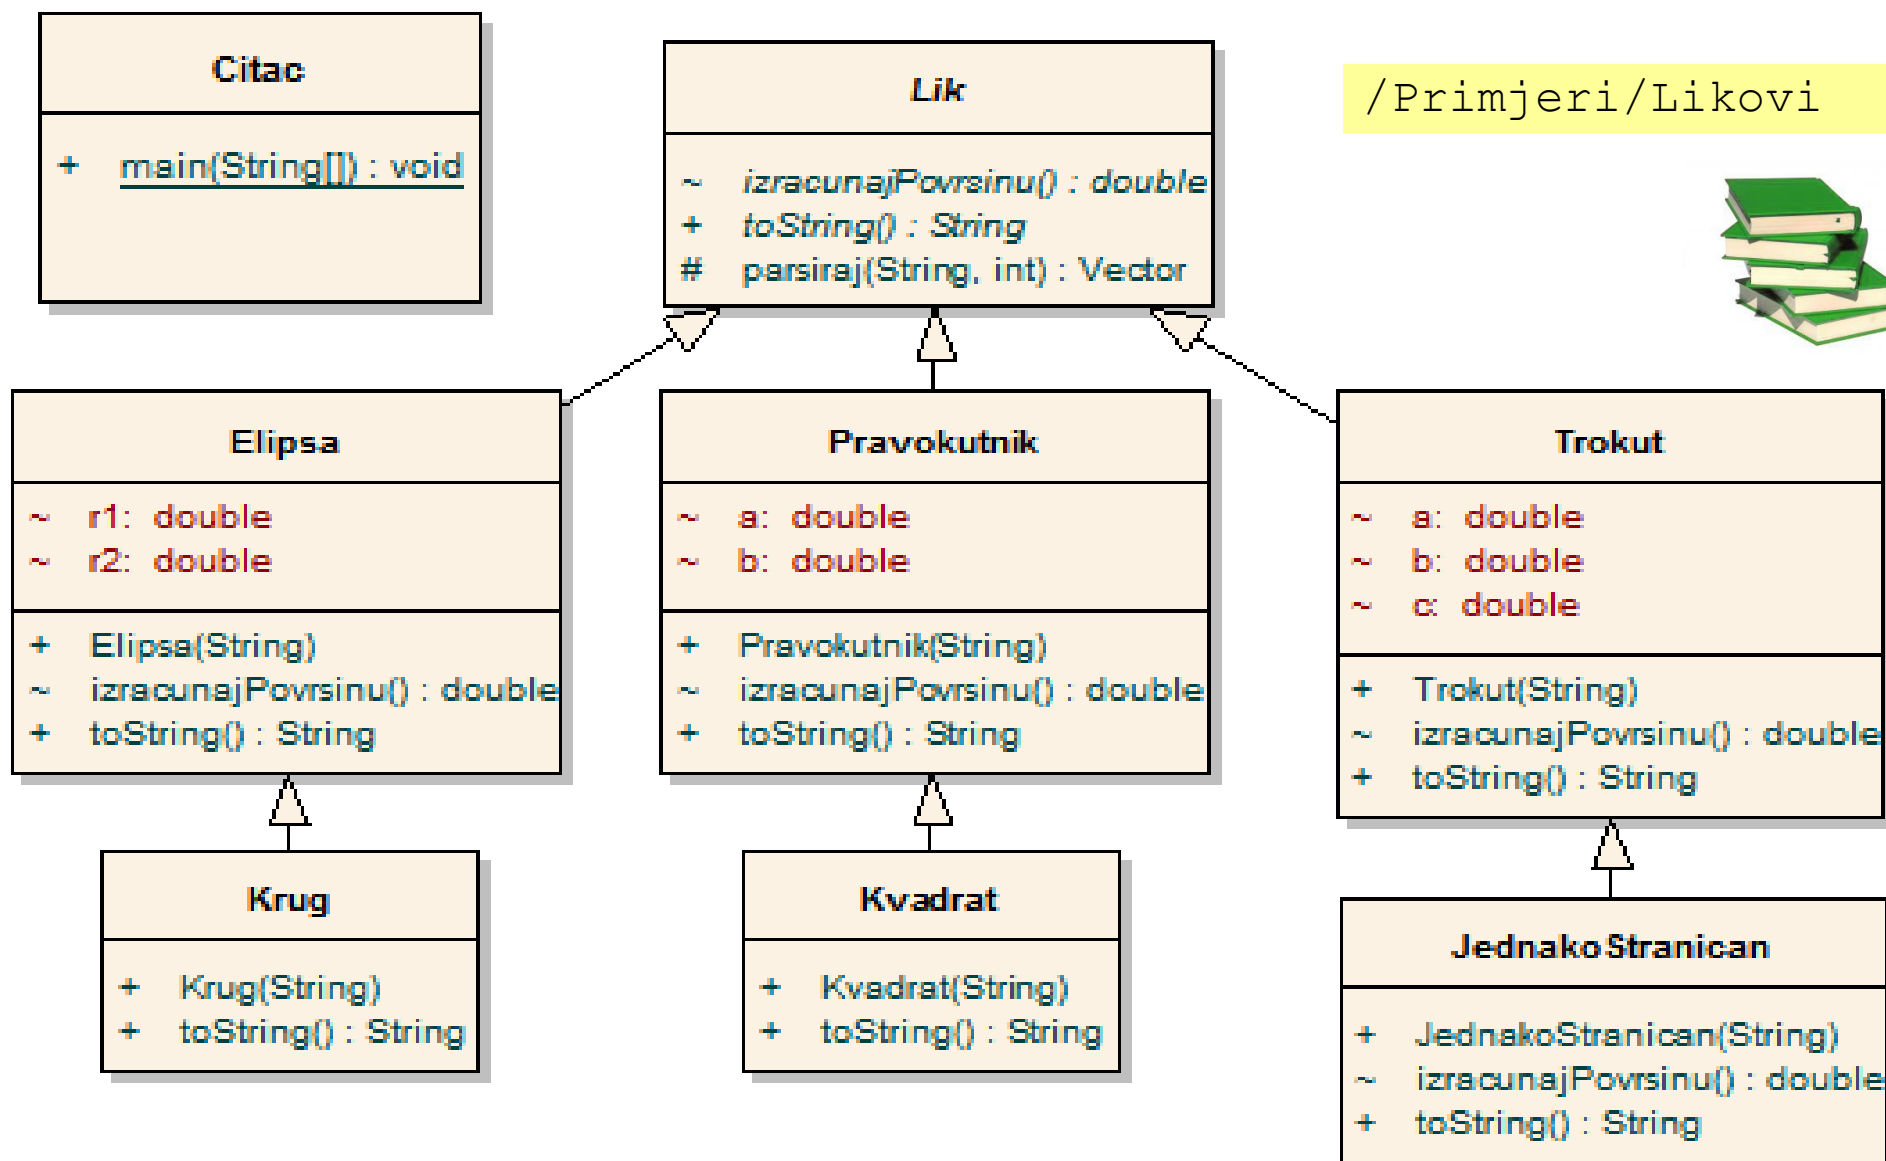 Citac
+ main(String[]) : void
Lik
~ izracunajPovrsinu() : double
+ toString() : String
# parsiraj(String, int) : Vector
/Primjeri/Likovi
Elipsa
~ r1: double
~ r2: double
+ Elipsa(String)
~ izracunajPovrsinu() : double
+ toString() : String
Pravokutnik
~ a: double
~ b: double
+ Pravokutnik(String)
~ izracunajPovrsinu() : double
+ toString() : String
Trokut
~ a: double
~ b: double
~ c: double
+ Trokut(String)
~ izracunajPovrsinu() : double
+ toString() : String
Krug
+ Krug(String)
+ toString() : String
Kvadrat
+ Kvadrat(String)
+ toString() : String
JednakoStranican
+ JednakoStranican(String)
~ izracunajPovrsinu() : double
+ toString() : String